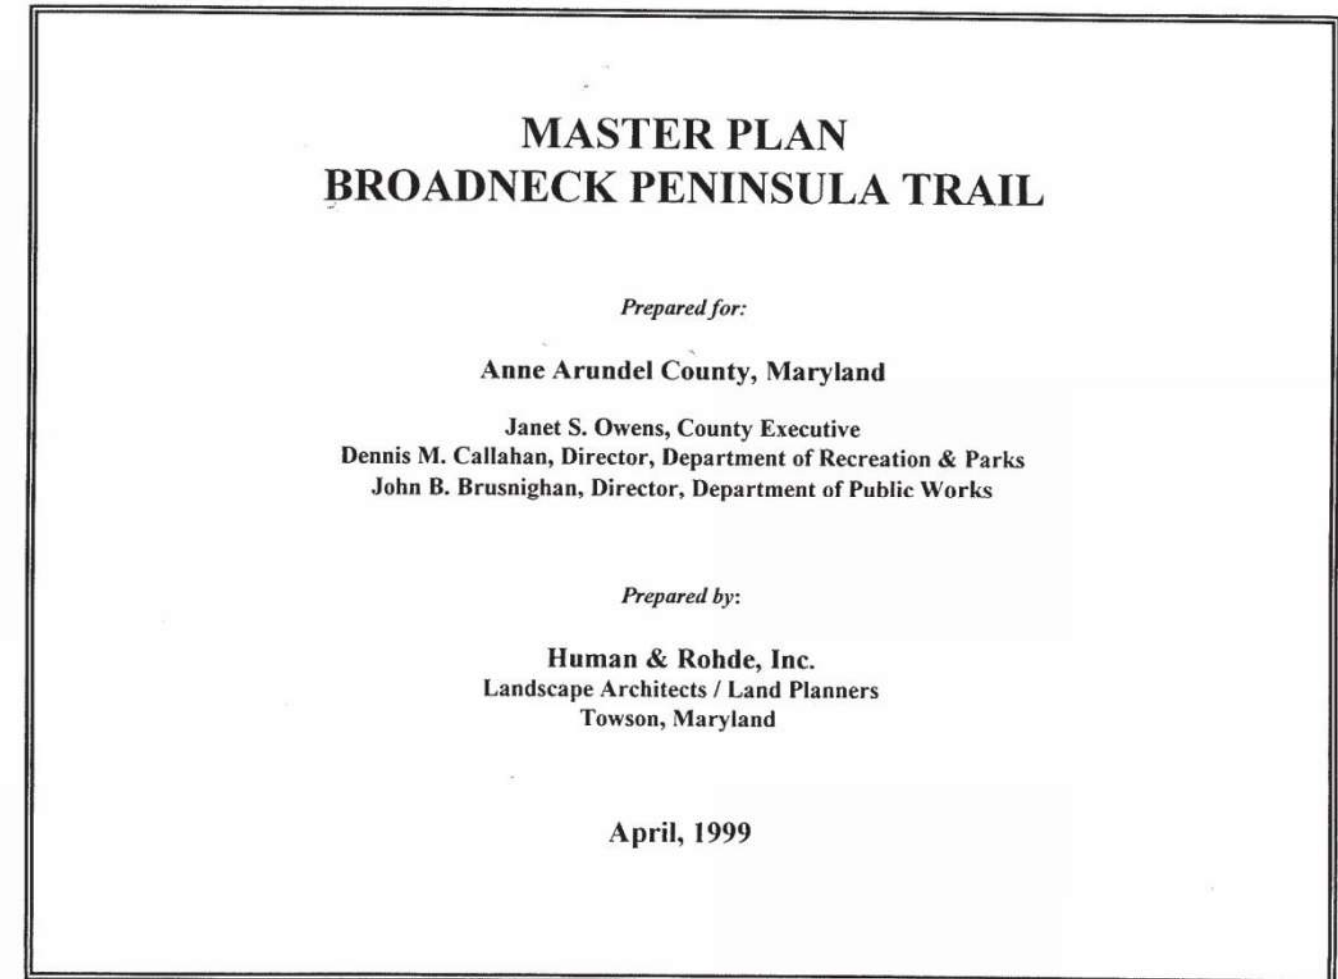 MASTER PLAN
BROADNECK PENINSULA TRAIL
Prepared for:
Anne Arundel County, Maryland
Janet S. Owens, County Executive
Dennis M. Callahan, Director, Department of Recreation & Parks
John B. Brusnighan, Director, Department of Public Works
Prepared by:
Human & Rohde, Inc.
Landscape Architects / Land Planners
Towson, Maryland
April, 1999